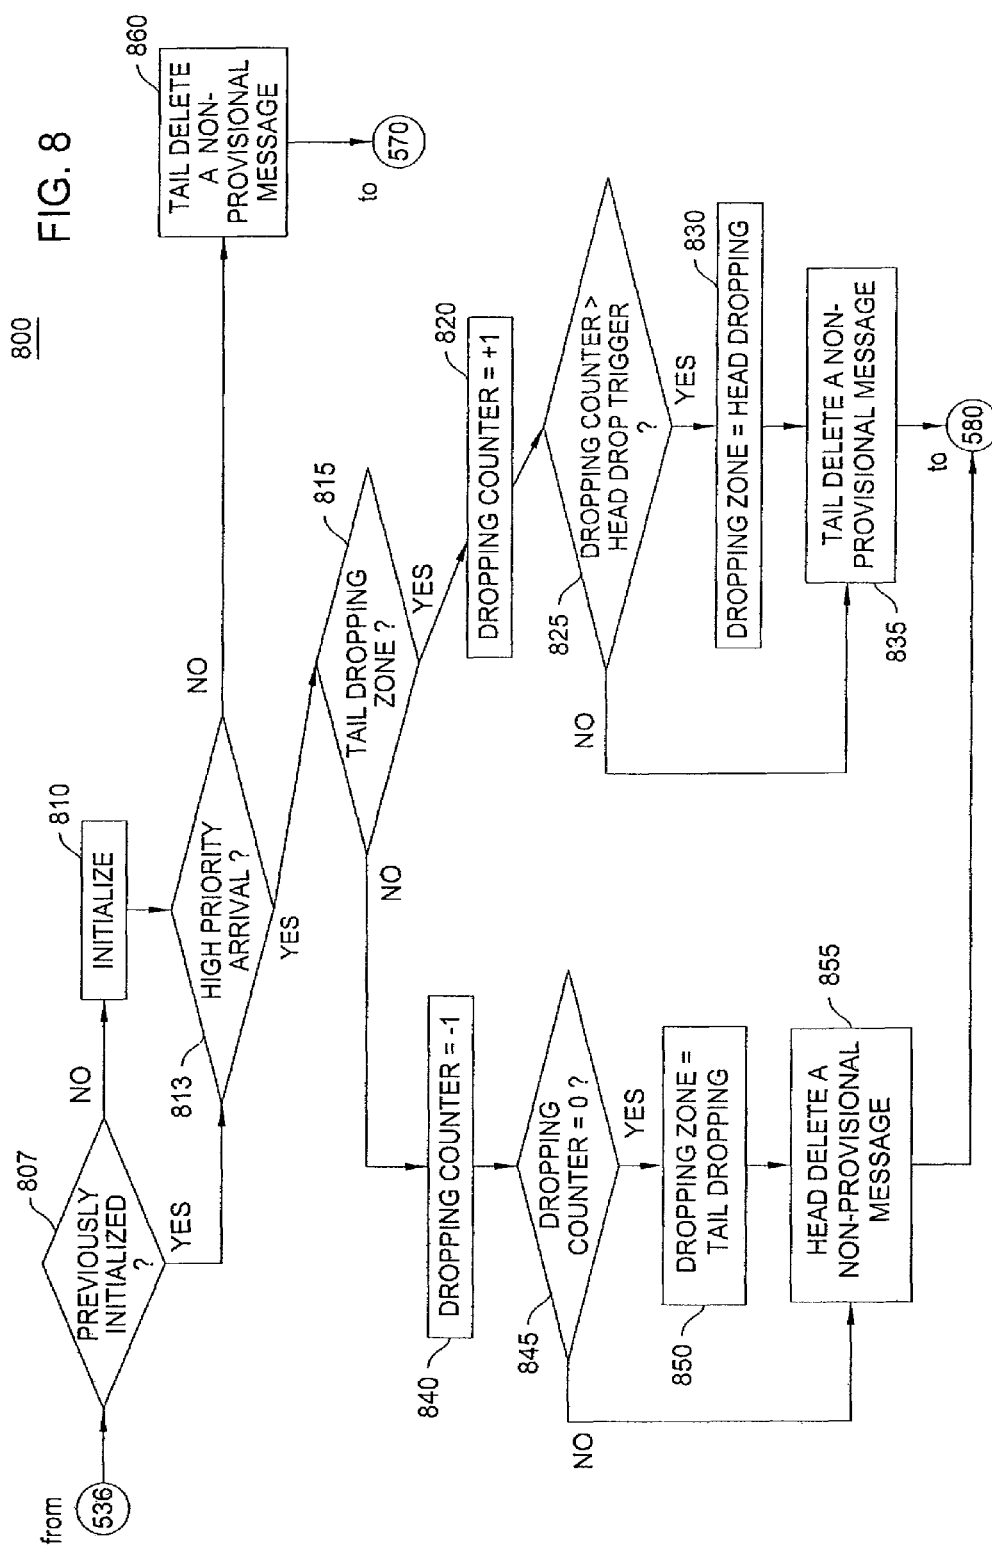 800
FIG. 8
from
536
PREVIOUSLY
INITIALIZED
?
807
NO
YES
INITIALIZE
810
HIGH PRIORITY
ARRIVAL ?
813
NO
YES
TAIL DELETE
A NON-
PROVISIONAL
MESSAGE
860
to
570
TAIL DROPPING
ZONE ?
815
NO
YES
DROPPING COUNTER = +1
820
DROPPING COUNTER >
HEAD DROP TRIGGER
?
825
NO
YES
DROPPING ZONE = HEAD DROPPING
830
TAIL DELETE A NON-
PROVISIONAL MESSAGE
835
DROPPING COUNTER = -1
840
DROPPING
COUNTER = 0 ?
845
NO
YES
DROPPING ZONE =
TAIL DROPPING
850
HEAD DELETE A
NON-PROVISIONAL
MESSAGE
855
to
580